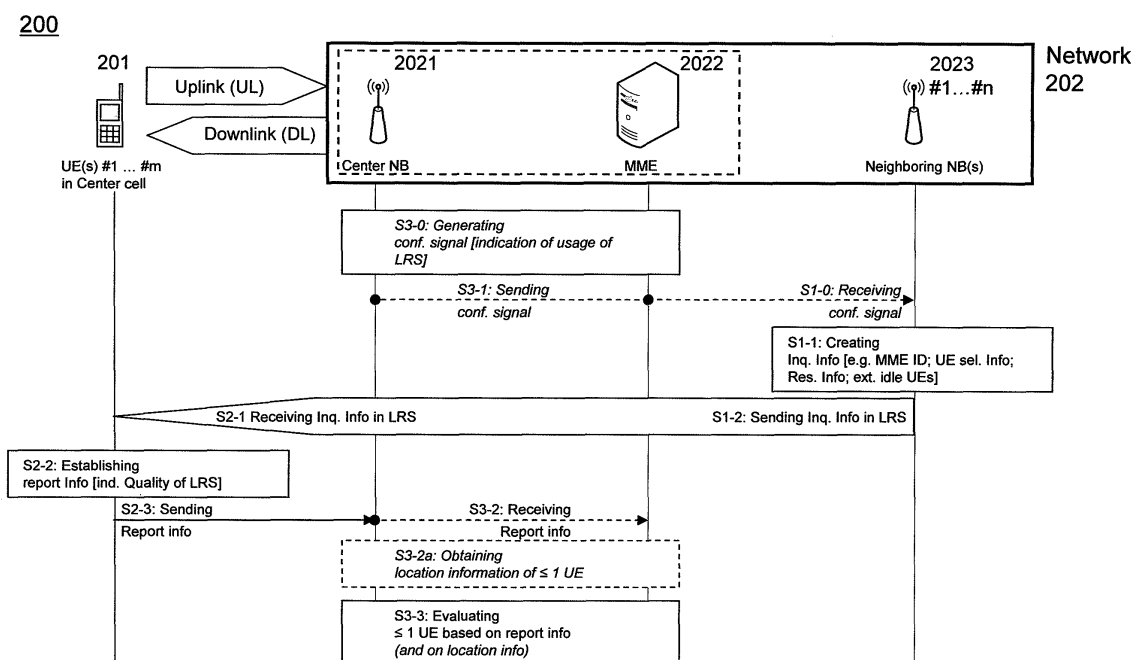 200
201
Uplink (UL)
Downlink (DL)
UE(s) #1 ... #m
in Center cell
2021
Center NB
2022
MME
2023
#1...#n
Neighboring NB(s)
Network
202
S3-0: Generating
conf. signal [indication of usage of
LRS]
S3-1: Sending
conf. signal
S1-0: Receiving
conf. signal
S1-1: Creating
Inq. Info [e.g. MME ID; UE sel. Info;
Res. Info; ext. idle UEs]
S2-1 Receiving Inq. Info in LRS
S1-2: Sending Inq. Info in LRS
S2-2: Establishing
report Info [ind. Quality of LRS]
S2-3: Sending
Report info
S3-2: Receiving
Report info
S3-2a: Obtaining
location information of ≤ 1 UE
S3-3: Evaluating
≤ 1 UE based on report info
(and on location info)